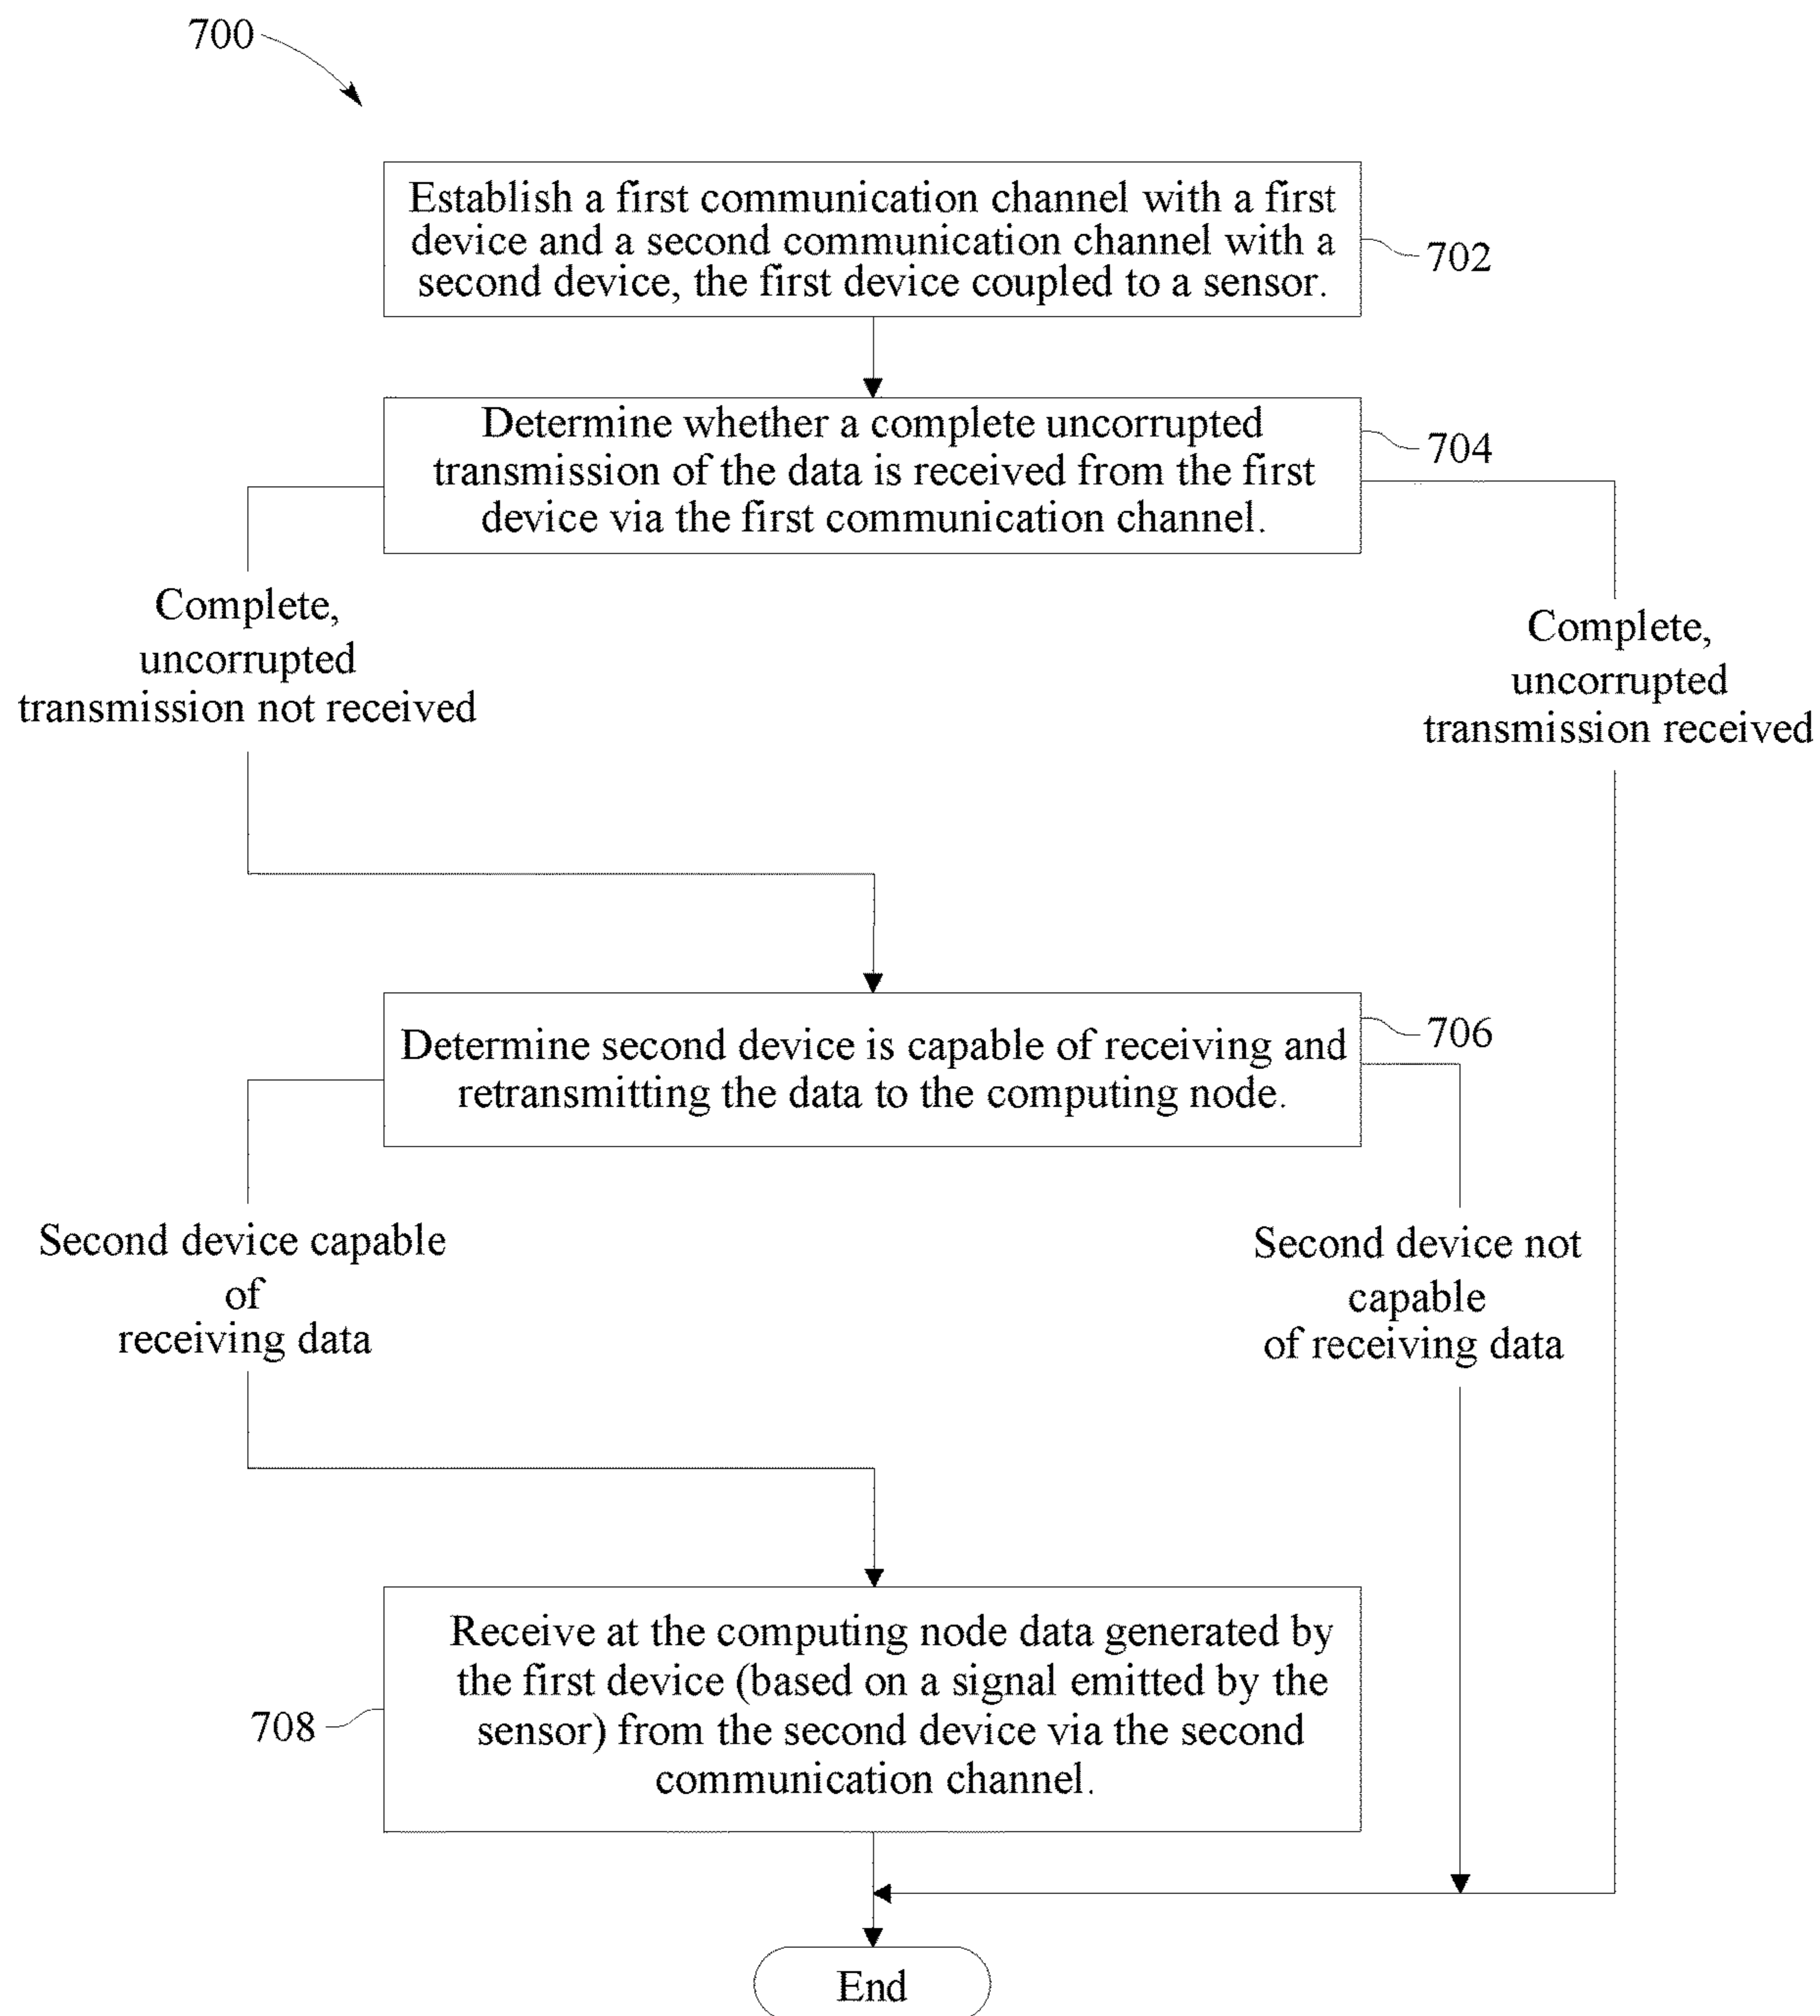 700
Establish a first communication channel with a first
device and a second communication channel with a
second device, the first device coupled to a sensor.
702
Determine whether a complete uncorrupted
transmission of the data is received from the first
device via the first communication channel.
704
Complete,
uncorrupted
transmission not received
Complete,
uncorrupted
transmission received
Determine second device is capable of receiving and
retransmitting the data to the computing node.
706
Second device capable
of
receiving data
Second device not
capable
of receiving data
Receive at the computing node data generated by
the first device (based on a signal emitted by the
sensor) from the second device via the second
communication channel.
708
End